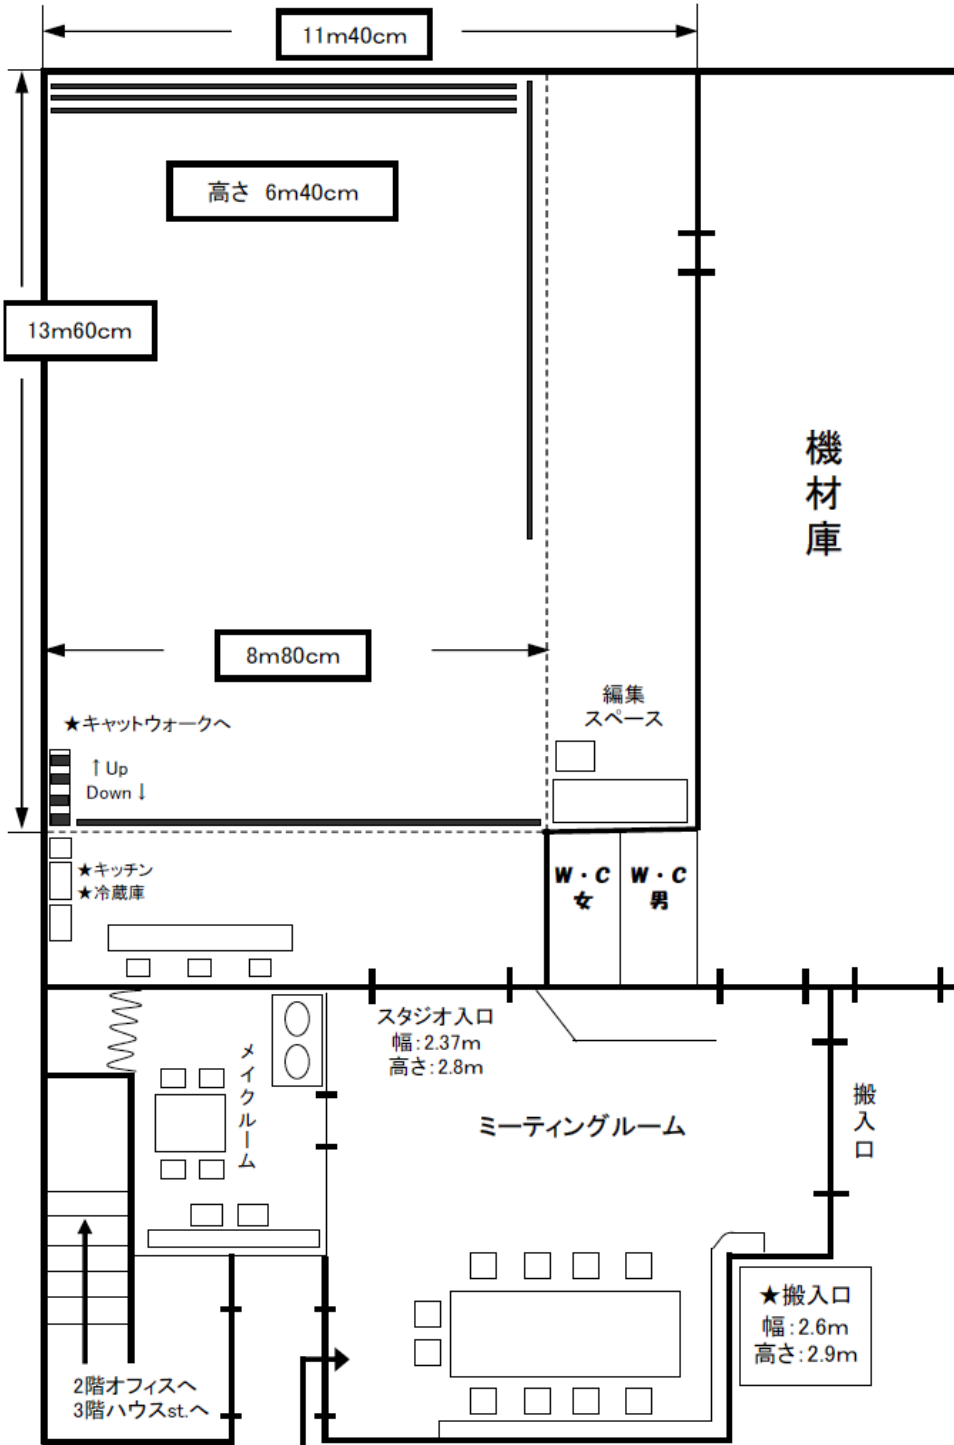 11m40cm
高さ 6m40cm
13m60cm
機材庫
8m80cm
編集
スペース
★キャットウォークへ
↑Up
Down↓
★キッチン
★冷蔵庫
W・C
女
W・C
男
スタジオ入口
幅:2.37m
高さ:2.8m
メイクルーム
ミーティングルーム
搬入口
★搬入口
幅:2.6m
高さ:2.9m
2階オフィスへ
3階ハウスst.へ